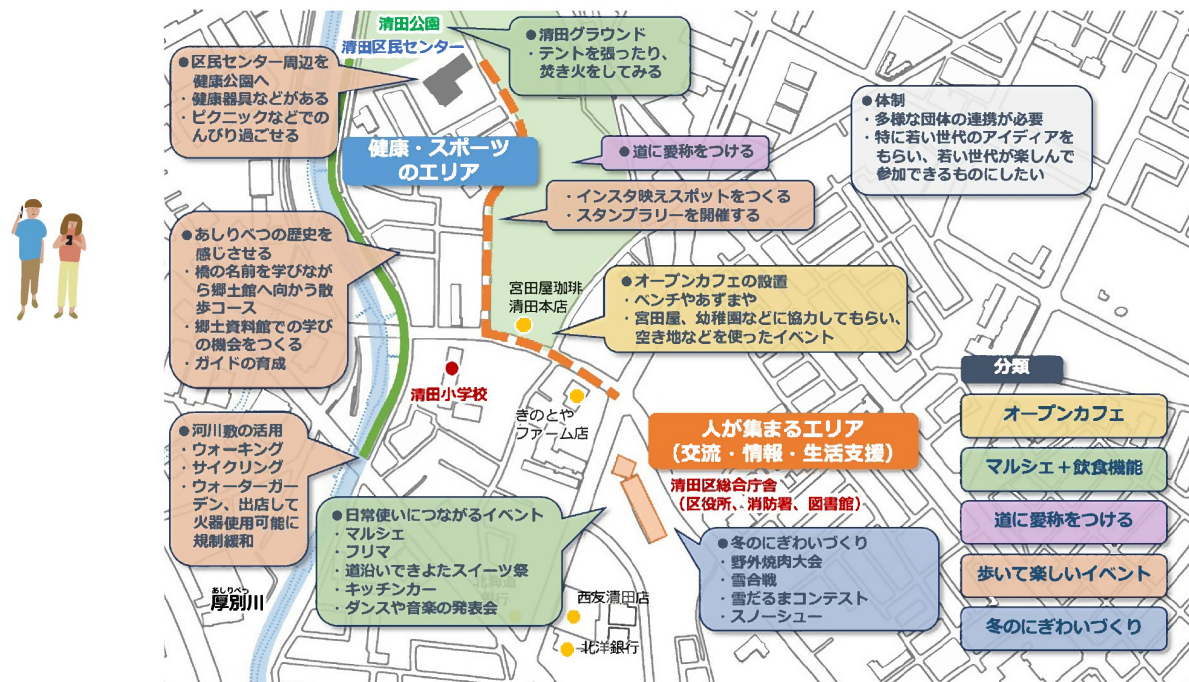 清田公園
清田区民センター
●清田グラウンド
・テントを張ったり、
焚き火をしてみる
●区民センター周辺を
健康公園へ
・健康器具などがある
・ピクニックなどでの
んびり過ごせる
●体制
・多様な団体の連携が必要
・特に若い世代のアイディアを
もらい、若い世代が楽しんで
参加できるものにしたい
健康・スポーツ
のエリア
●道に愛称をつける
・インスタ映えスポットをつくる
・スタンプラリーを開催する
●あしりべつの歴史を
感じさせる
・橋の名前を学びなが
ら郷土館へ向かう散
歩コース
・郷土資料館での学び
の機会をつくる
・ガイドの育成
宮田屋珈琲
清田本店
●オープンカフェの設置
・ベンチやあずまや
・宮田屋、幼稚園などに協力してもらい、
空き地などを使ったイベント
清田小学校
きのとや
ファーム店
人が集まるエリア
（交流・情報・生活支援）
清田区総合庁舎
（区役所、消防署、図書館）
●河川敷の活用
・ウォーキング
・サイクリング
・ウォーターガー
デン、出店して
火器使用可能に
規制緩和
●日常使いにつながるイベント
・マルシェ
・フリマ
・道沿いできよたスイーツ祭
・キッチンカー
・ダンスや音楽の発表会
●冬のにぎわいづくり
・野外焼肉大会
・雪合戦
・雪だるまコンテスト
・スノーシュー
あしりべつ
厚別川
西友清田店
北洋銀行
分類
オープンカフェ
マルシェ＋飲食機能
道に愛称をつける
歩いて楽しいイベント
冬のにぎわいづくり